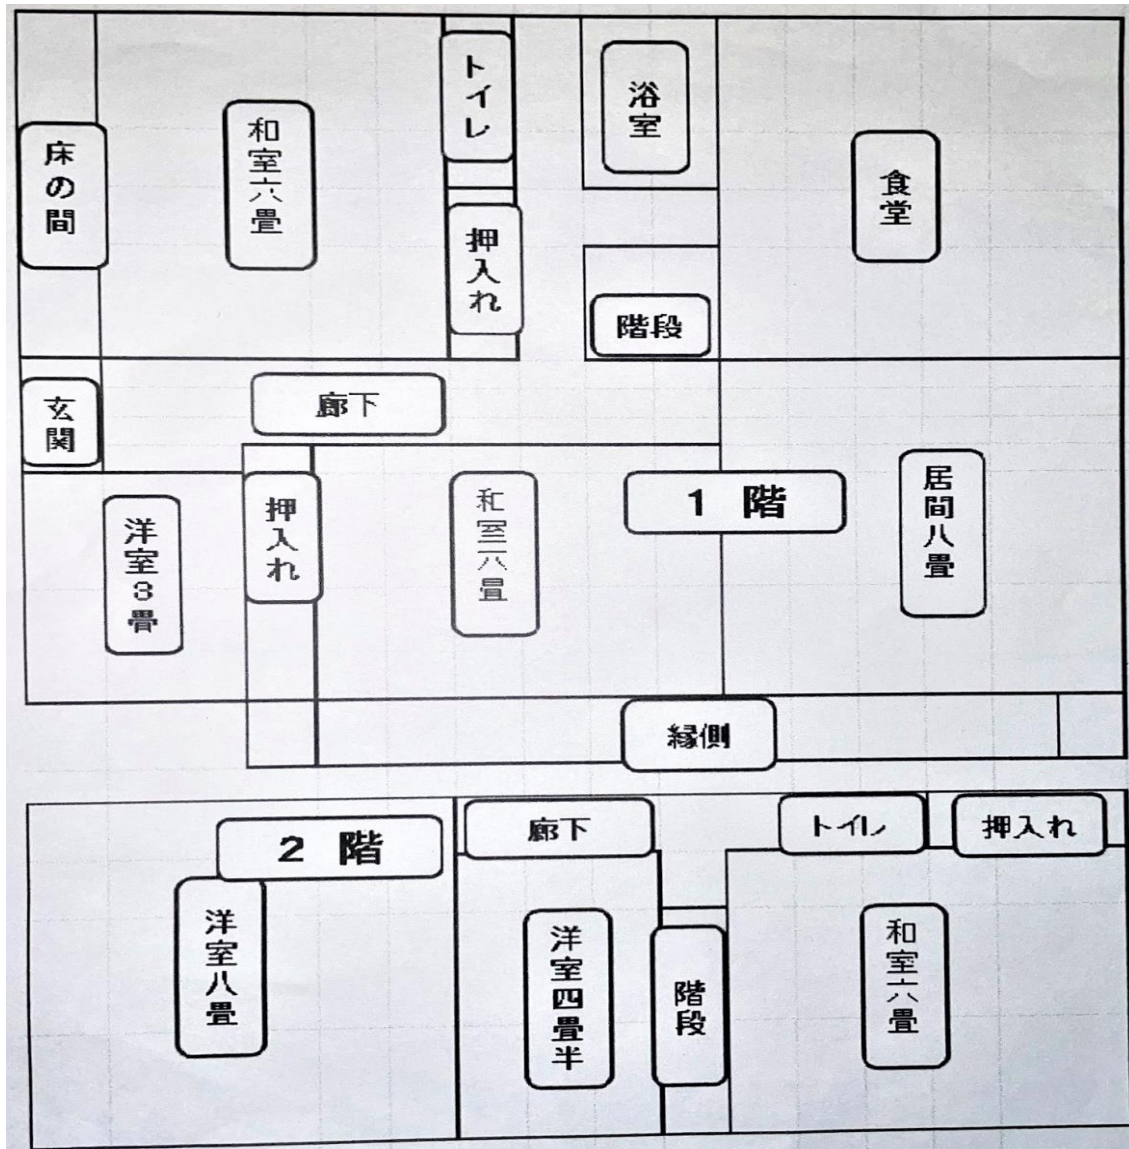 床の間
和室六畳
トイレ
押入れ
浴室
階段
食堂
玄関
廊下
洋室3畳
押入れ
和室六畳
1 階
居間八畳
縁側
2 階
洋室八畳
廊下
洋室四畳半
階段
トイレ
押入れ
和室六畳